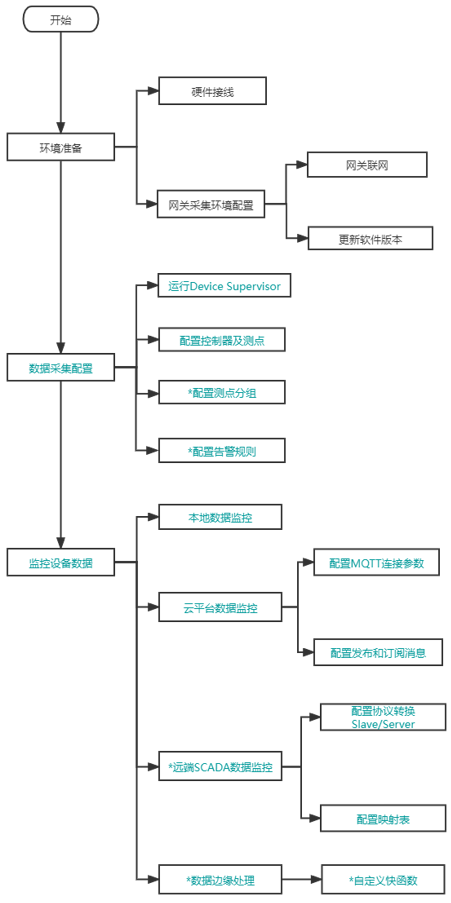 开始
环境准备
硬件接线
网关采集环境配置
网关联网
更新软件版本
数据采集配置
运行Device Supervisor
配置控制器及测点
*配置测点分组
*配置告警规则
监控设备数据
本地数据监控
云平台数据监控
配置MQTT连接参数
配置发布和订阅消息
*远端SCADA数据监控
配置协议转换
Slave/Server
配置映射表
*数据边缘处理
*自定义快函数